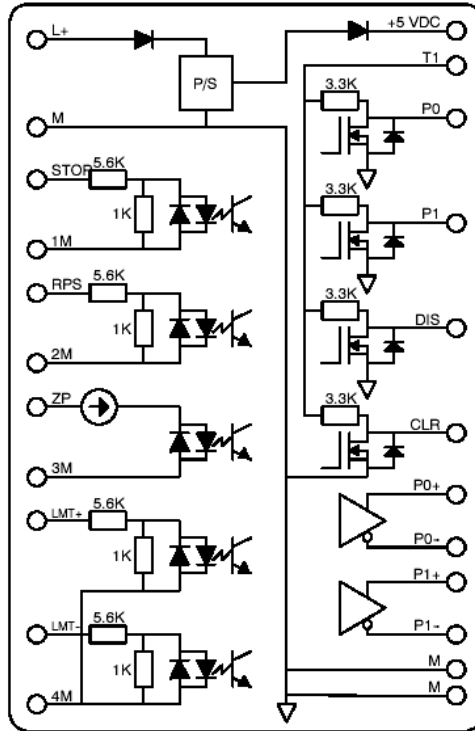 L+
+5 VDC
T1
P/S
3.3K
P0
M
STOP
5.6K
1K
1M
3.3K
P1
RPS
5.6K
1K
2M
3.3K
DIS
ZP
3M
3.3K
CLR
LMT+
5.6K
1K
P0+
P0-
LMT-
5.6K
1K
4M
P1+
P1-
M
M